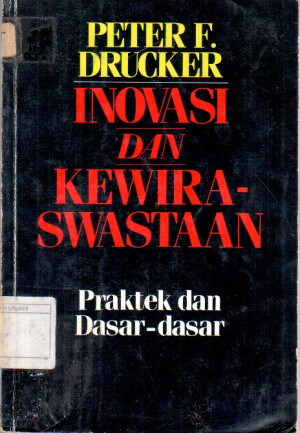 PETER F.
DRUCKER
INOVASI
DAN
KEWIRA-
SWASTAAN
Praktek dan
Dasar-dasar